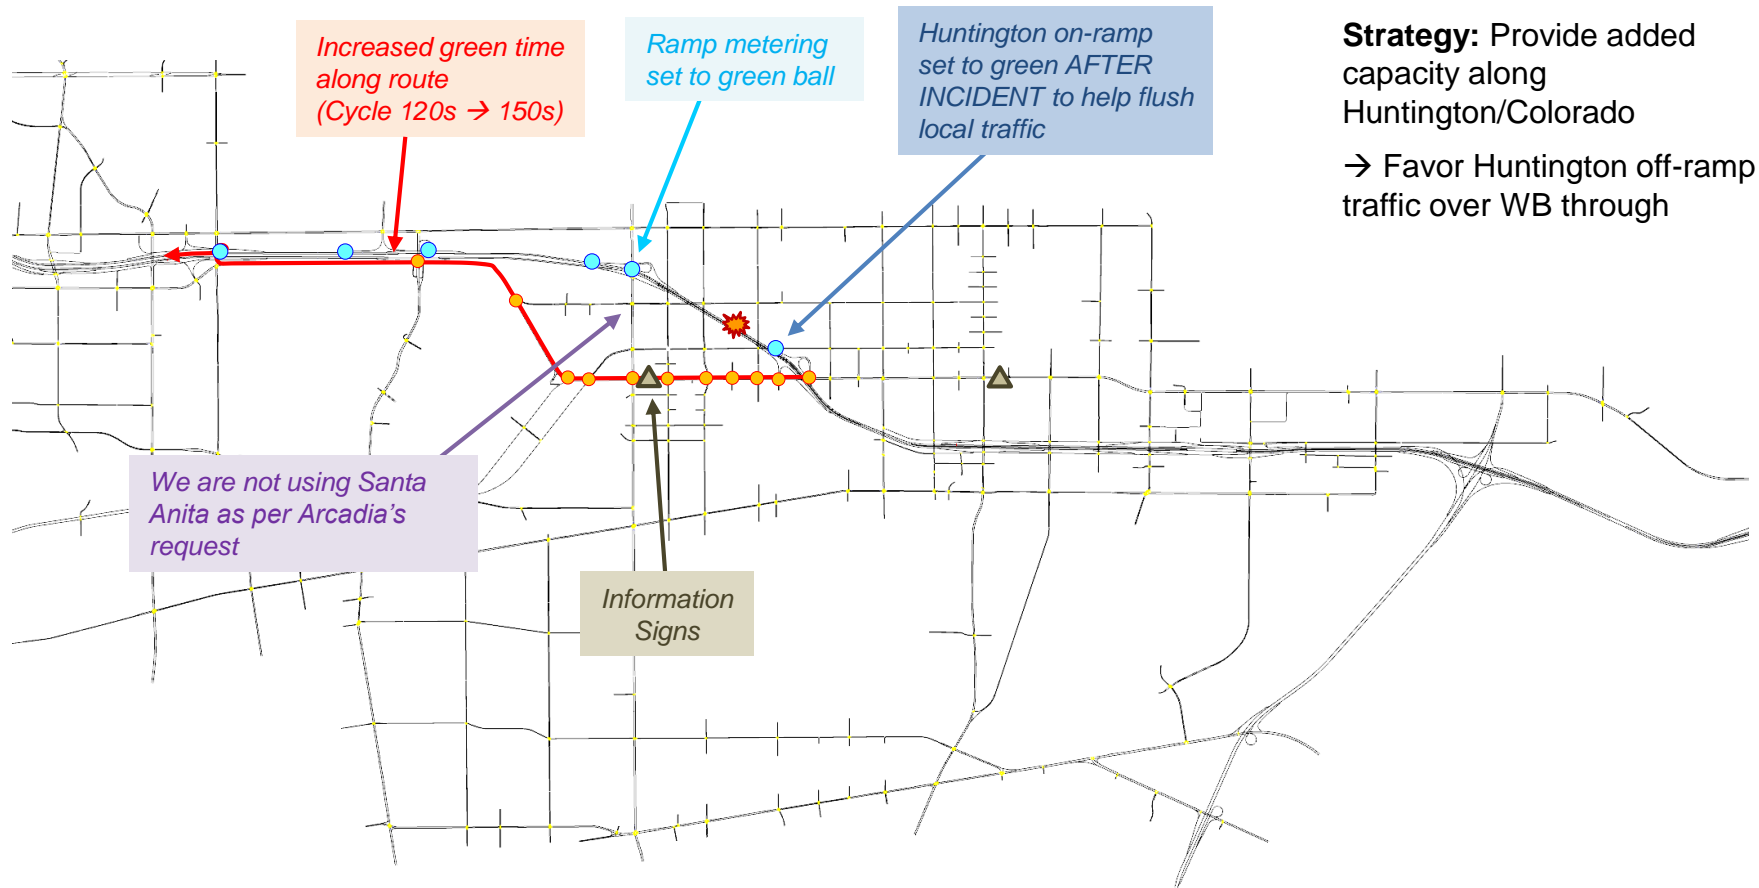 Increased green time
along route
(Cycle 120s → 150s)
Ramp metering
set to green ball
Huntington on-ramp
set to green AFTER
INCIDENT to help flush
local traffic
Strategy: Provide added
capacity along
Huntington/Colorado
→ Favor Huntington off-ramp
traffic over WB through
We are not using Santa
Anita as per Arcadia's
request
Information
Signs